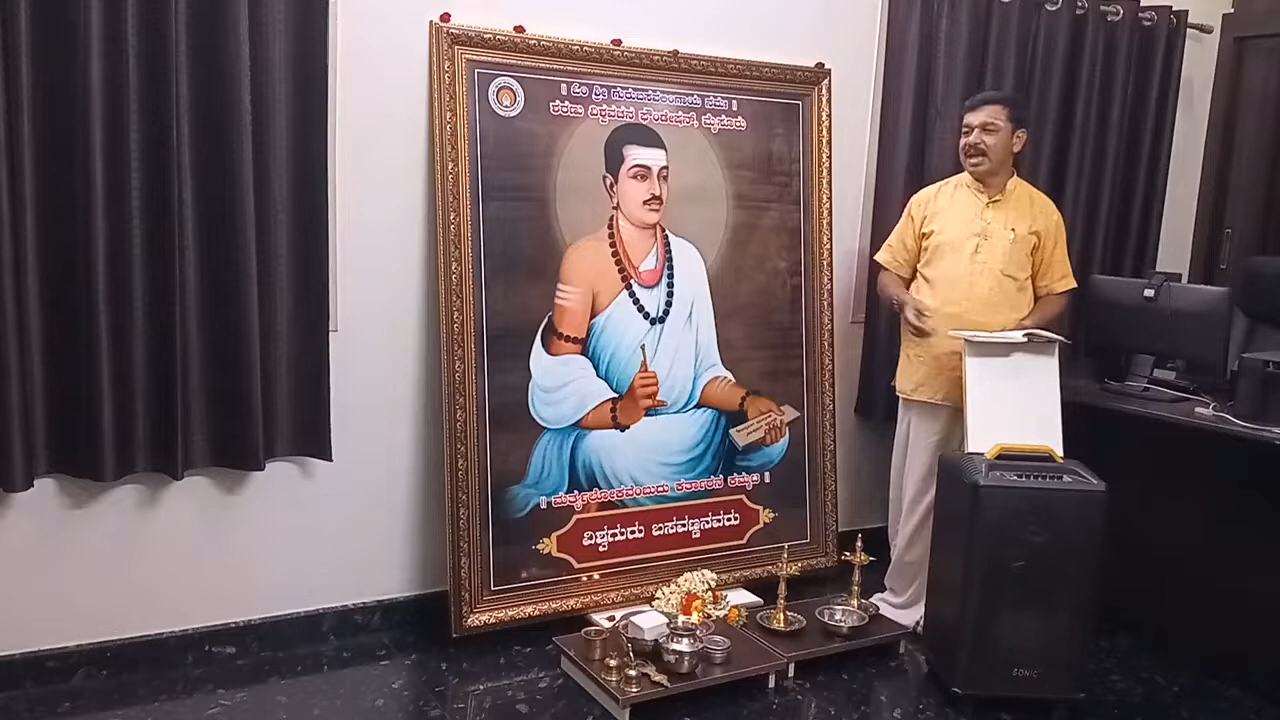 || ಓಂ ಶ್ರೀ ಗುರುಬಸವಲಿಂಗಾಯ ನಮಃ ||
ಶರಣು ವಿಶ್ವವಚನ ಫೌಂಡೇಷನ್, ಮೈಸೂರು
|| ಮರ್ತ್ಯಲೋಕವೆಂಬುದು ಕರ್ತಾರನ ಕಮ್ಮಟ ||
ವಿಶ್ವಗುರು ಬಸವಣ್ಣನವರು
SONIC